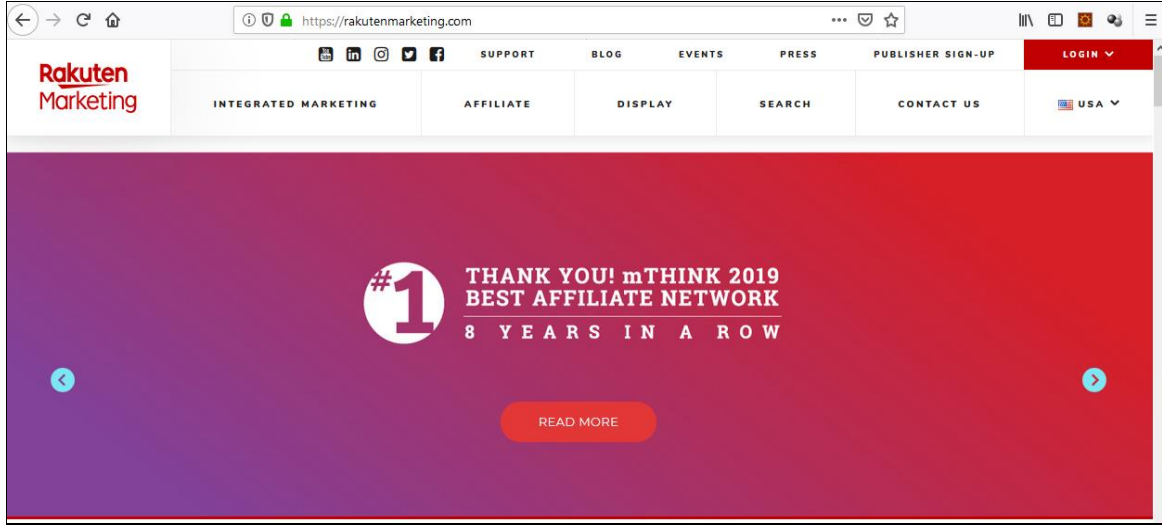 https://rakutenmarketing.com
Rakuten
Marketing
SUPPORT BLOG EVENTS PRESS PUBLISHER SIGN-UP LOGIN
INTEGRATED MARKETING AFFILIATE DISPLAY SEARCH CONTACT US USA
#1
THANK YOU! mTHINK 2019
BEST AFFILIATE NETWORK
8 YEARS IN A ROW
READ MORE